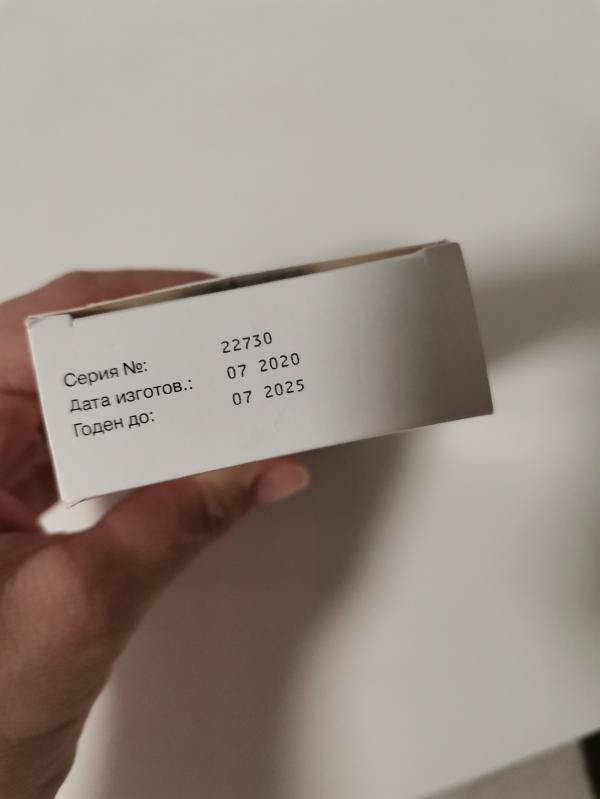 Серия №: 22730
Дата изготов.: 07 2020
Годен до: 07 2025